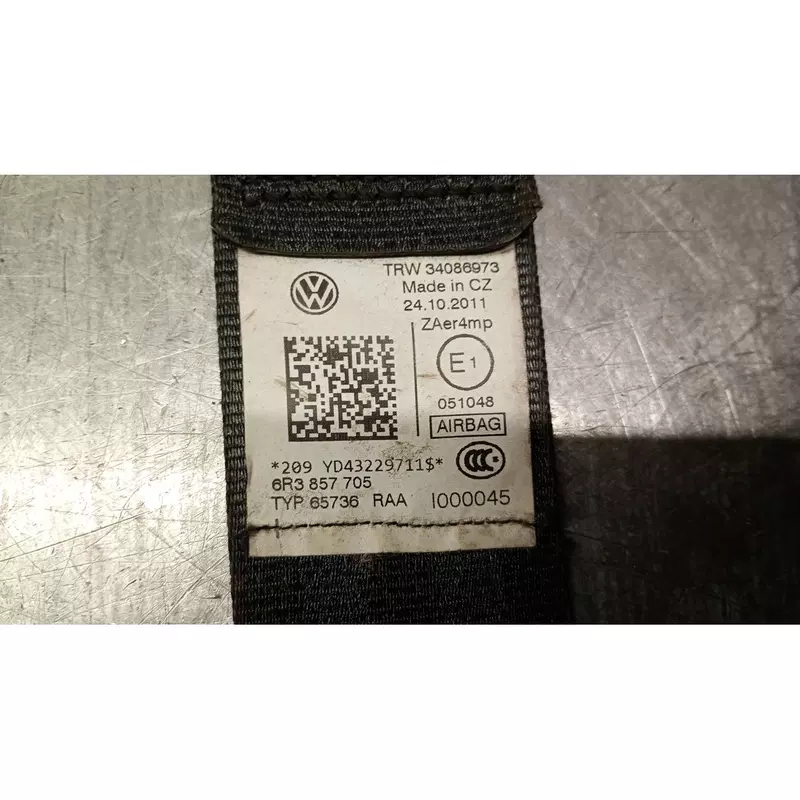 TRW 34086973
Made in CZ
24.10.2011
ZAer4mp
E1
051048
AIRBAG
*209 YD43229711$*
CCC
6R3 857 705
TYP 65736 RAA I000045